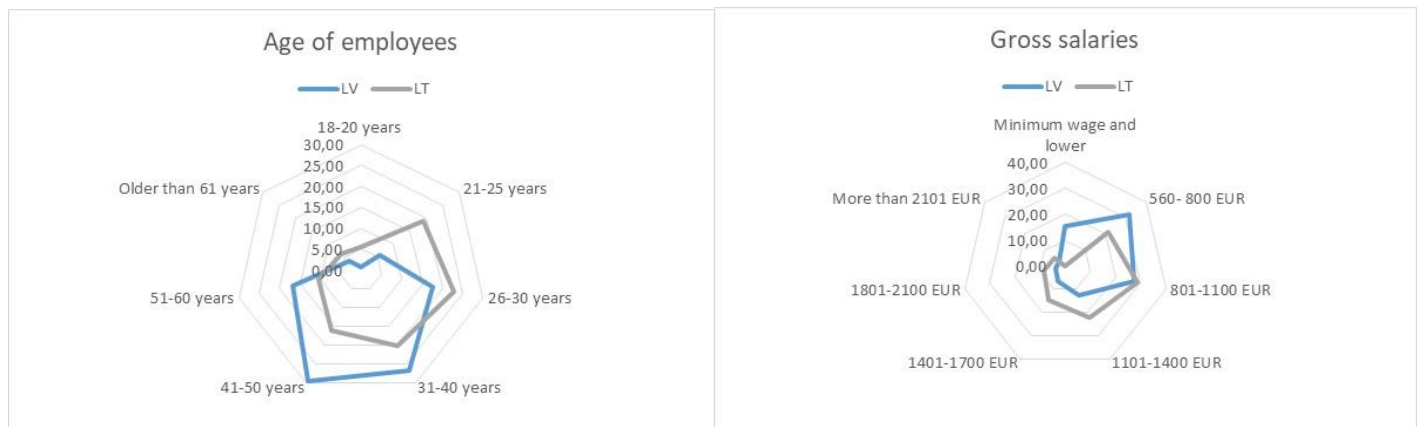 Age of employees
LV LT
18-20 years
30,00
25,00
20,00
15,00
10,00
5,00
0,00
21-25 years
26-30 years
31-40 years
41-50 years
51-60 years
Older than 61 years
Gross salaries
LV LT
Minimum wage and
lower
40,00
30,00
20,00
10,00
0,00
560- 800 EUR
801-1100 EUR
1101-1400 EUR
1401-1700 EUR
1801-2100 EUR
More than 2101 EUR